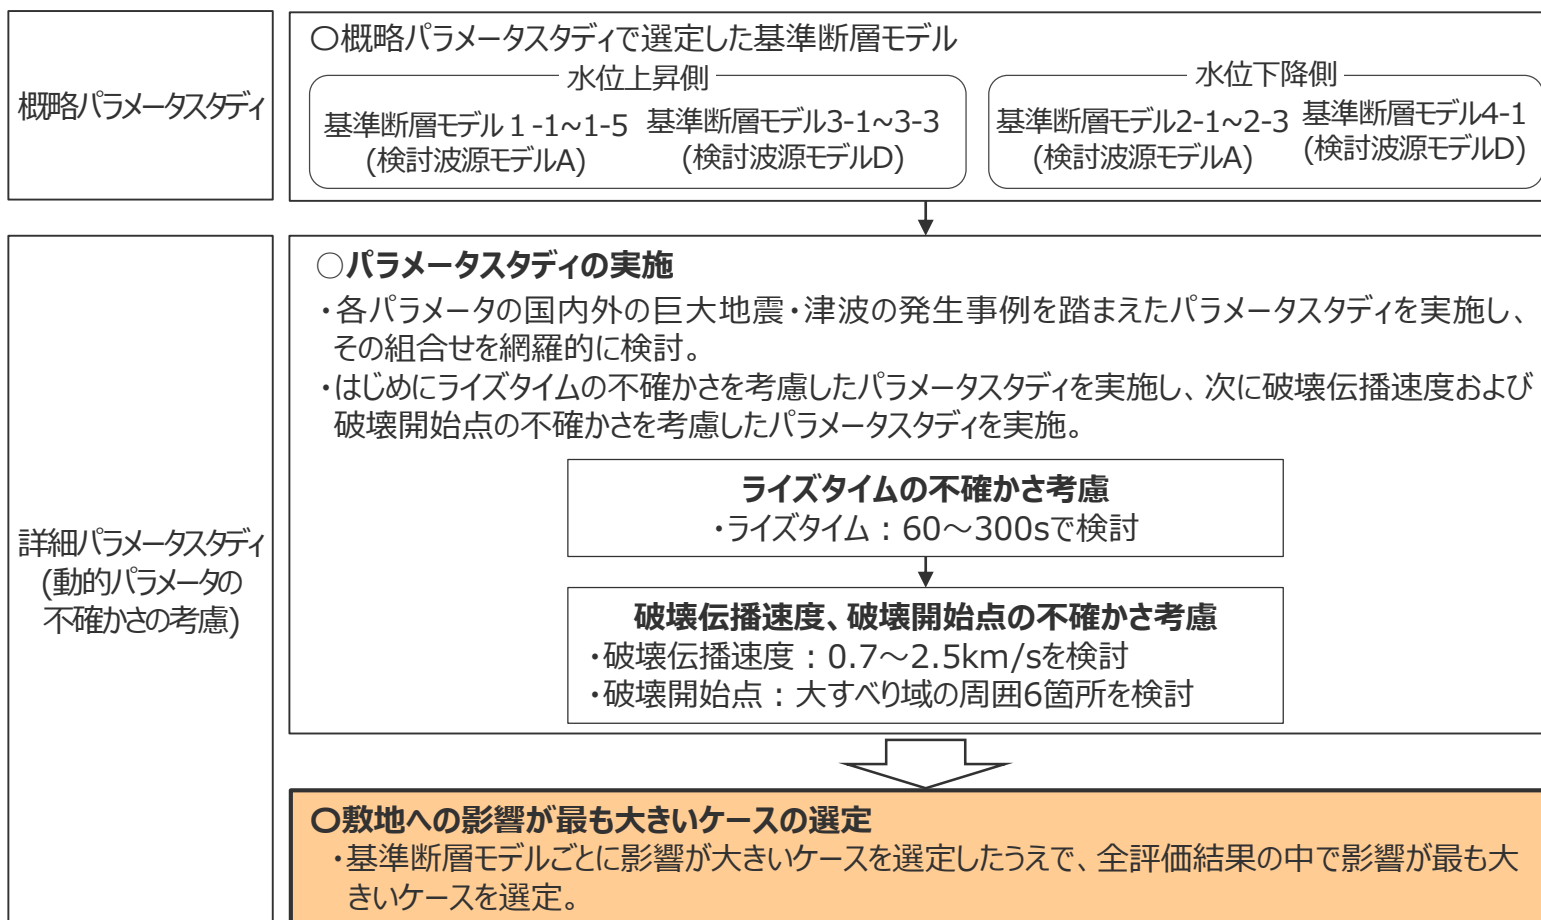 概略パラメータスタディ
〇概略パラメータスタディで選定した基準断層モデル
水位上昇側
基準断層モデル１-1~1-5
(検討波源モデルA)
基準断層モデル3-1~3-3
(検討波源モデルD)
水位下降側
基準断層モデル2-1~2-3
(検討波源モデルA)
基準断層モデル4-1
(検討波源モデルD)
詳細パラメータスタディ
(動的パラメータの
不確かさの考慮)
○パラメータスタディの実施
・各パラメータの国内外の巨大地震・津波の発生事例を踏まえたパラメータスタディを実施し、
その組合せを網羅的に検討。
・はじめにライズタイムの不確かさを考慮したパラメータスタディを実施し、次に破壊伝播速度および
破壊開始点の不確かさを考慮したパラメータスタディを実施。
ライズタイムの不確かさ考慮
・ライズタイム：60～300sで検討
破壊伝播速度、破壊開始点の不確かさ考慮
・破壊伝播速度：0.7～2.5km/sを検討
・破壊開始点：大すべり域の周囲6箇所を検討
〇敷地への影響が最も大きいケースの選定
・基準断層モデルごとに影響が大きいケースを選定したうえで、全評価結果の中で影響が最も大
きいケースを選定。